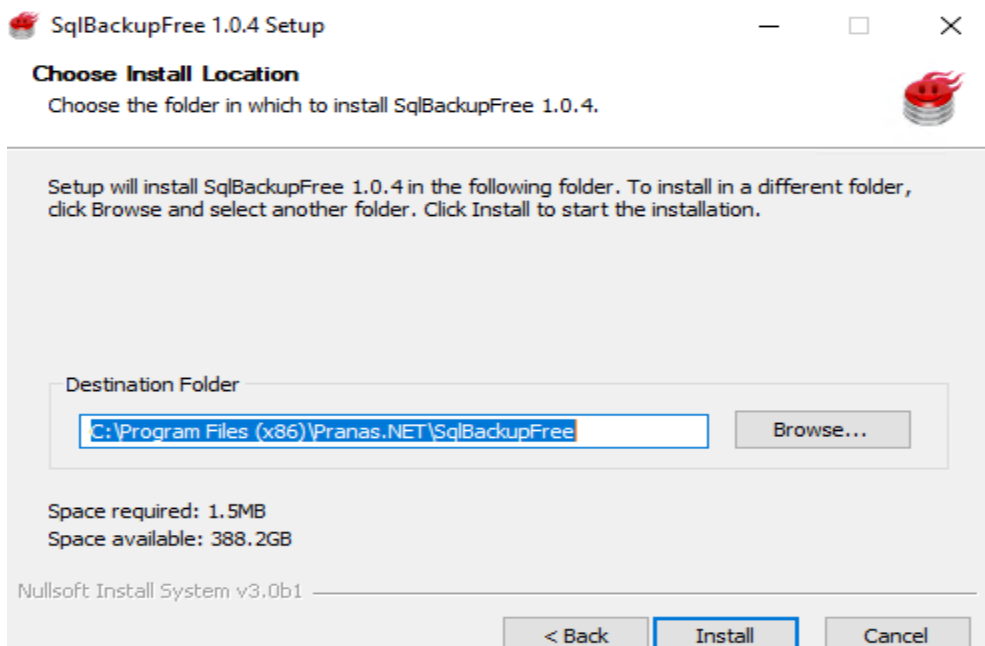 SqlBackupFree 1.0.4 Setup
Choose Install Location
Choose the folder in which to install SqlBackupFree 1.0.4.
Setup will install SqlBackupFree 1.0.4 in the following folder. To install in a different folder,
click Browse and select another folder. Click Install to start the installation.
Destination Folder
C:\Program Files (x86)\Pranas.NET\SqlBackupFree
Browse...
Space required: 1.5MB
Space available: 388.2GB
Nullsoft Install System v3.0b1
< Back Install Cancel